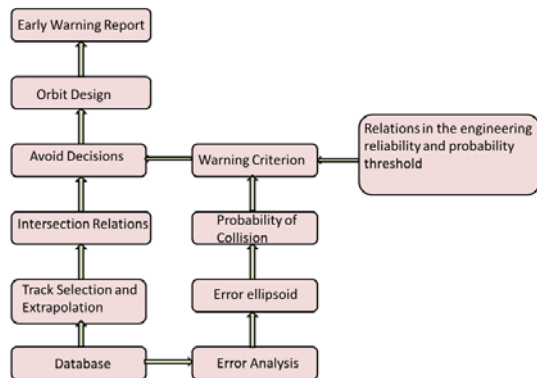 Early Warning Report
Orbit Design
Avoid Decisions
Warning Criterion
Relations in the engineering
reliability and probability
threshold
Intersection Relations
Probability of
Collision
Track Selection and
Extrapolation
Error ellipsoid
Database
Error Analysis